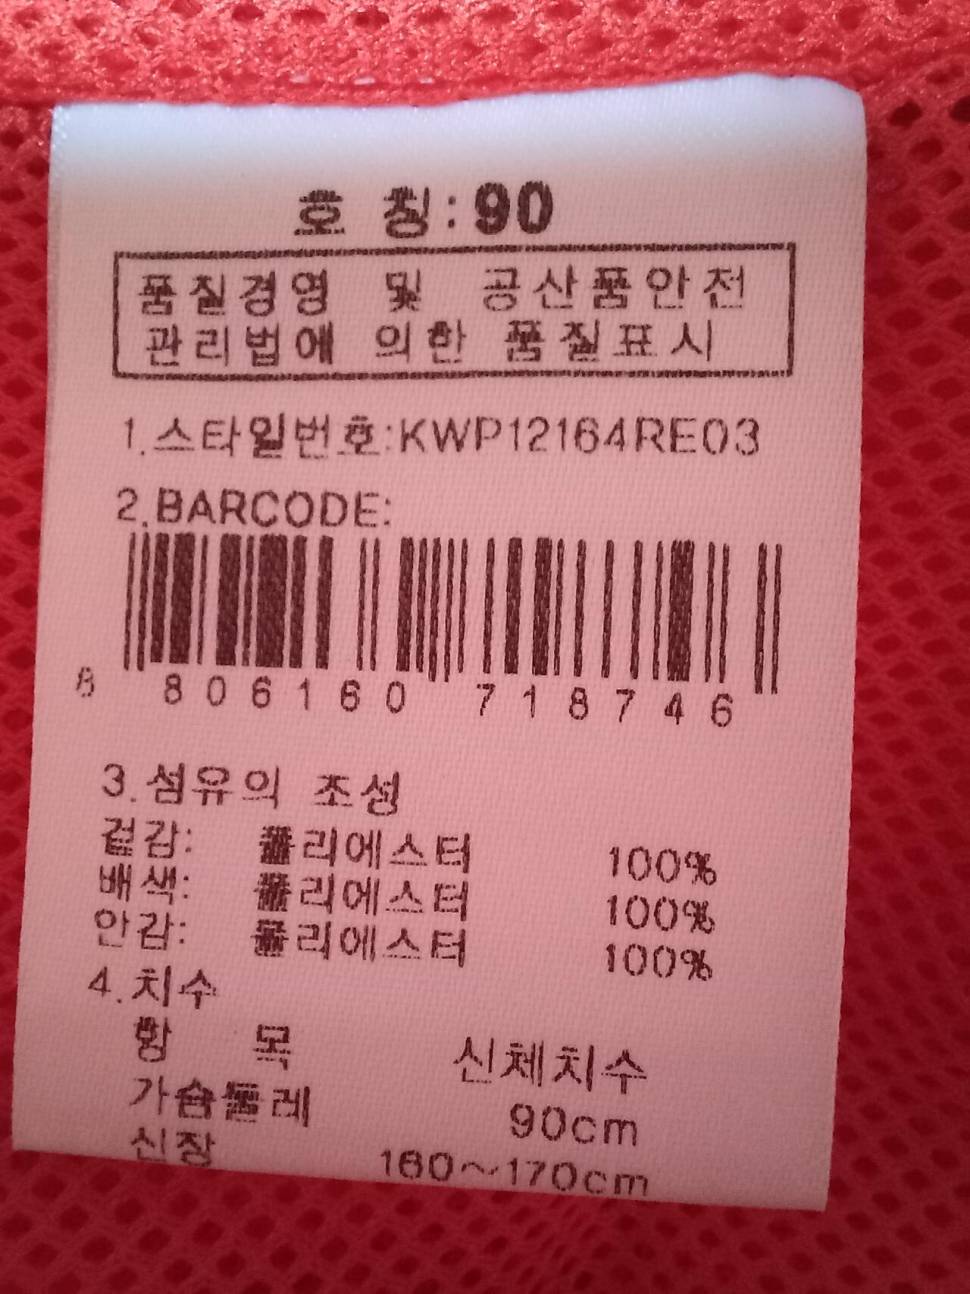 호 칭:90
품질경영 및 공산품안전
관리법에 의한 품질표시
1.스타일번호:KWP12164RE03
2.BARCODE:
8 806160 718746
3.섬유의 조성
겉감: 폴리에스터 100%
배색: 폴리에스터 100%
안감: 폴리에스터 100%
4.치수
항 목 신체치수
가슴둘레 90cm
신장 160~170cm